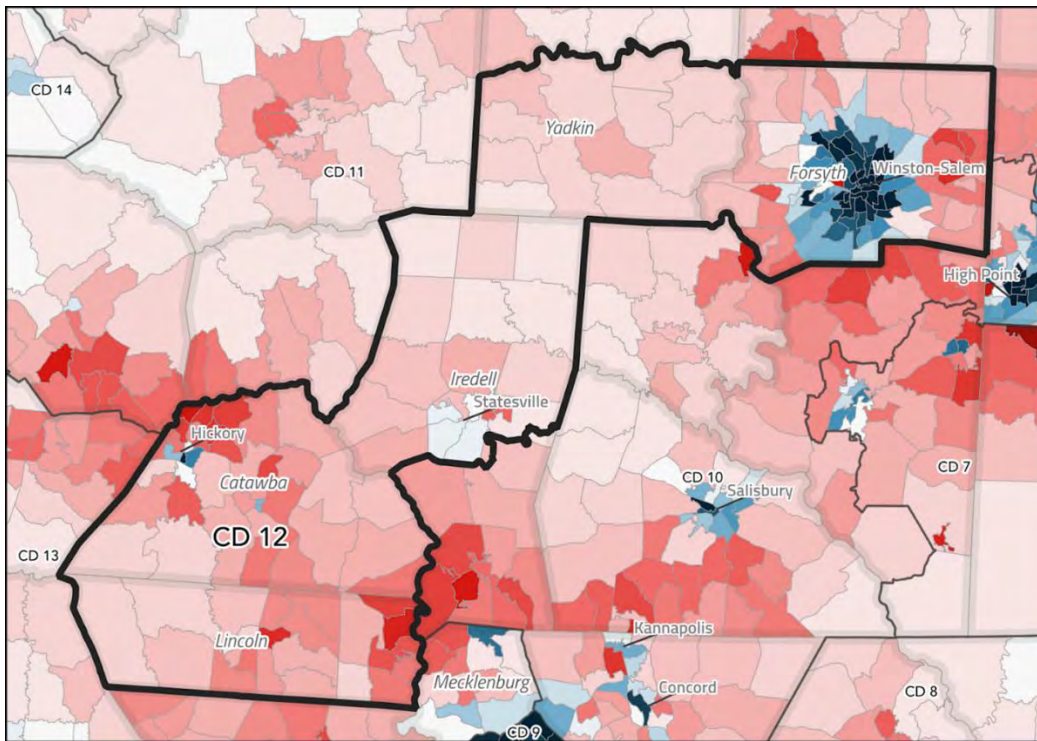 CD 14
Yadkin
CD 11
Forsyth
Winston-Salem
High Point
Iredell
Statesville
Hickory
Catawba
CD 10
Salisbury
CD 7
CD 12
CD 13
Lincoln
Kannapolis
Mecklenburg
Concord
CD 8
CD 9